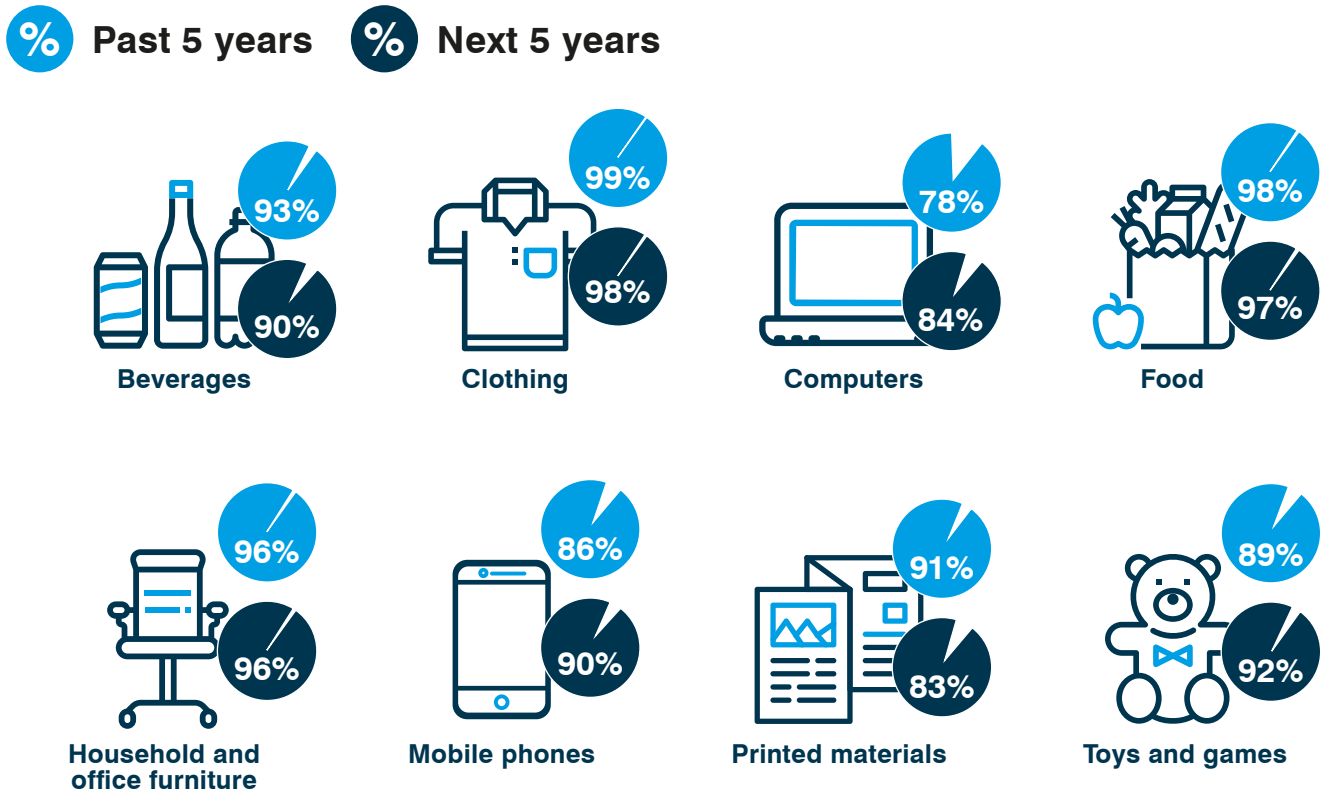 % Past 5 years % Next 5 years
93%
90%
Beverages
99%
98%
Clothing
78%
84%
Computers
98%
97%
Food
96%
96%
Household and
office furniture
86%
90%
Mobile phones
91%
83%
Printed materials
89%
92%
Toys and games